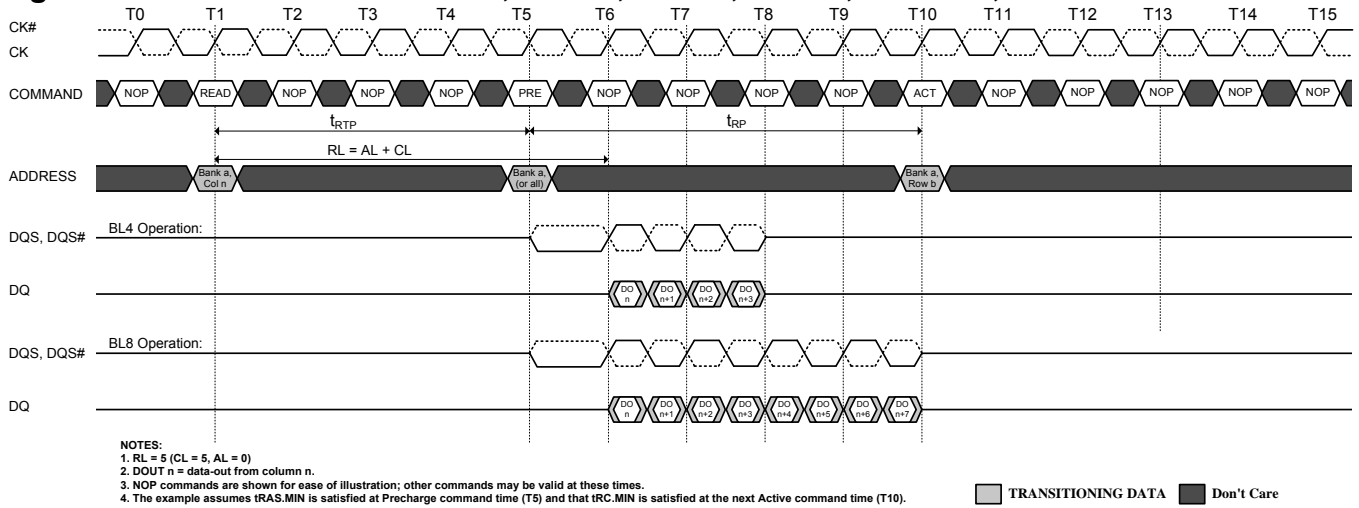 T0 T1 T2 T3 T4 T5 T6 T7 T8 T9 T10 T11 T12 T13 T14 T15
CK#
CK
COMMAND NOP READ NOP NOP NOP PRE NOP NOP NOP NOP ACT NOP NOP NOP NOP NOP
tRTP tRP
RL = AL + CL
ADDRESS
Bank a, Col n
Bank a, (or all)
Bank a, Row b
BL4 Operation:
DQS, DQS#
DQ
DO n
DO n+1
DO n+2
DO n+3
BL8 Operation:
DQS, DQS#
DQ
DO n
DO n+1
DO n+2
DO n+3
DO n+4
DO n+5
DO n+6
DO n+7
NOTES:
1. RL = 5 (CL = 5, AL = 0)
2. DOUT n = data-out from column n.
3. NOP commands are shown for ease of illustration; other commands may be valid at these times.
4. The example assumes tRAS.MIN is satisfied at Precharge command time (T5) and that tRC.MIN is satisfied at the next Active command time (T10).
TRANSITIONING DATA Don't Care